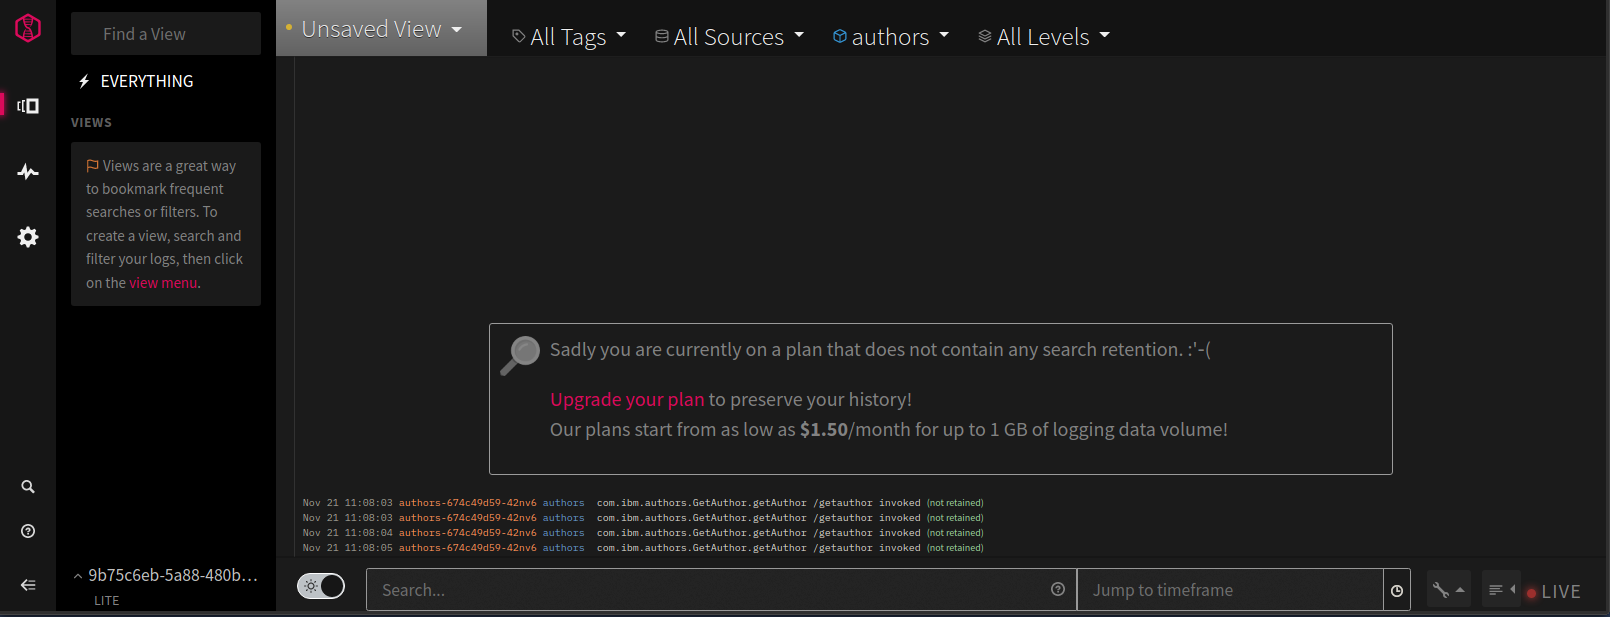 Find a View
EVERYTHING
VIEWS
Views are a great way
to bookmark frequent
searches or filters. To
create a view, search and
filter your logs, then click
on the view menu.
9b75c6eb-5a88-480b...
LITE
Unsaved View
All Tags
All Sources
authors
All Levels
Sadly you are currently on a plan that does not contain any search retention. :'-(
Upgrade your plan to preserve your history!
Our plans start from as low as $1.50/month for up to 1 GB of logging data volume!
Nov 21 11:08:03 authors-674c49d59-42nv6 authors com.ibm.authors.GetAuthor.getAuthor /getauthor invoked (not retained)
Nov 21 11:08:03 authors-674c49d59-42nv6 authors com.ibm.authors.GetAuthor.getAuthor /getauthor invoked (not retained)
Nov 21 11:08:04 authors-674c49d59-42nv6 authors com.ibm.authors.GetAuthor.getAuthor /getauthor invoked (not retained)
Nov 21 11:08:05 authors-674c49d59-42nv6 authors com.ibm.authors.GetAuthor.getAuthor /getauthor invoked (not retained)
Search...
Jump to timeframe
LIVE